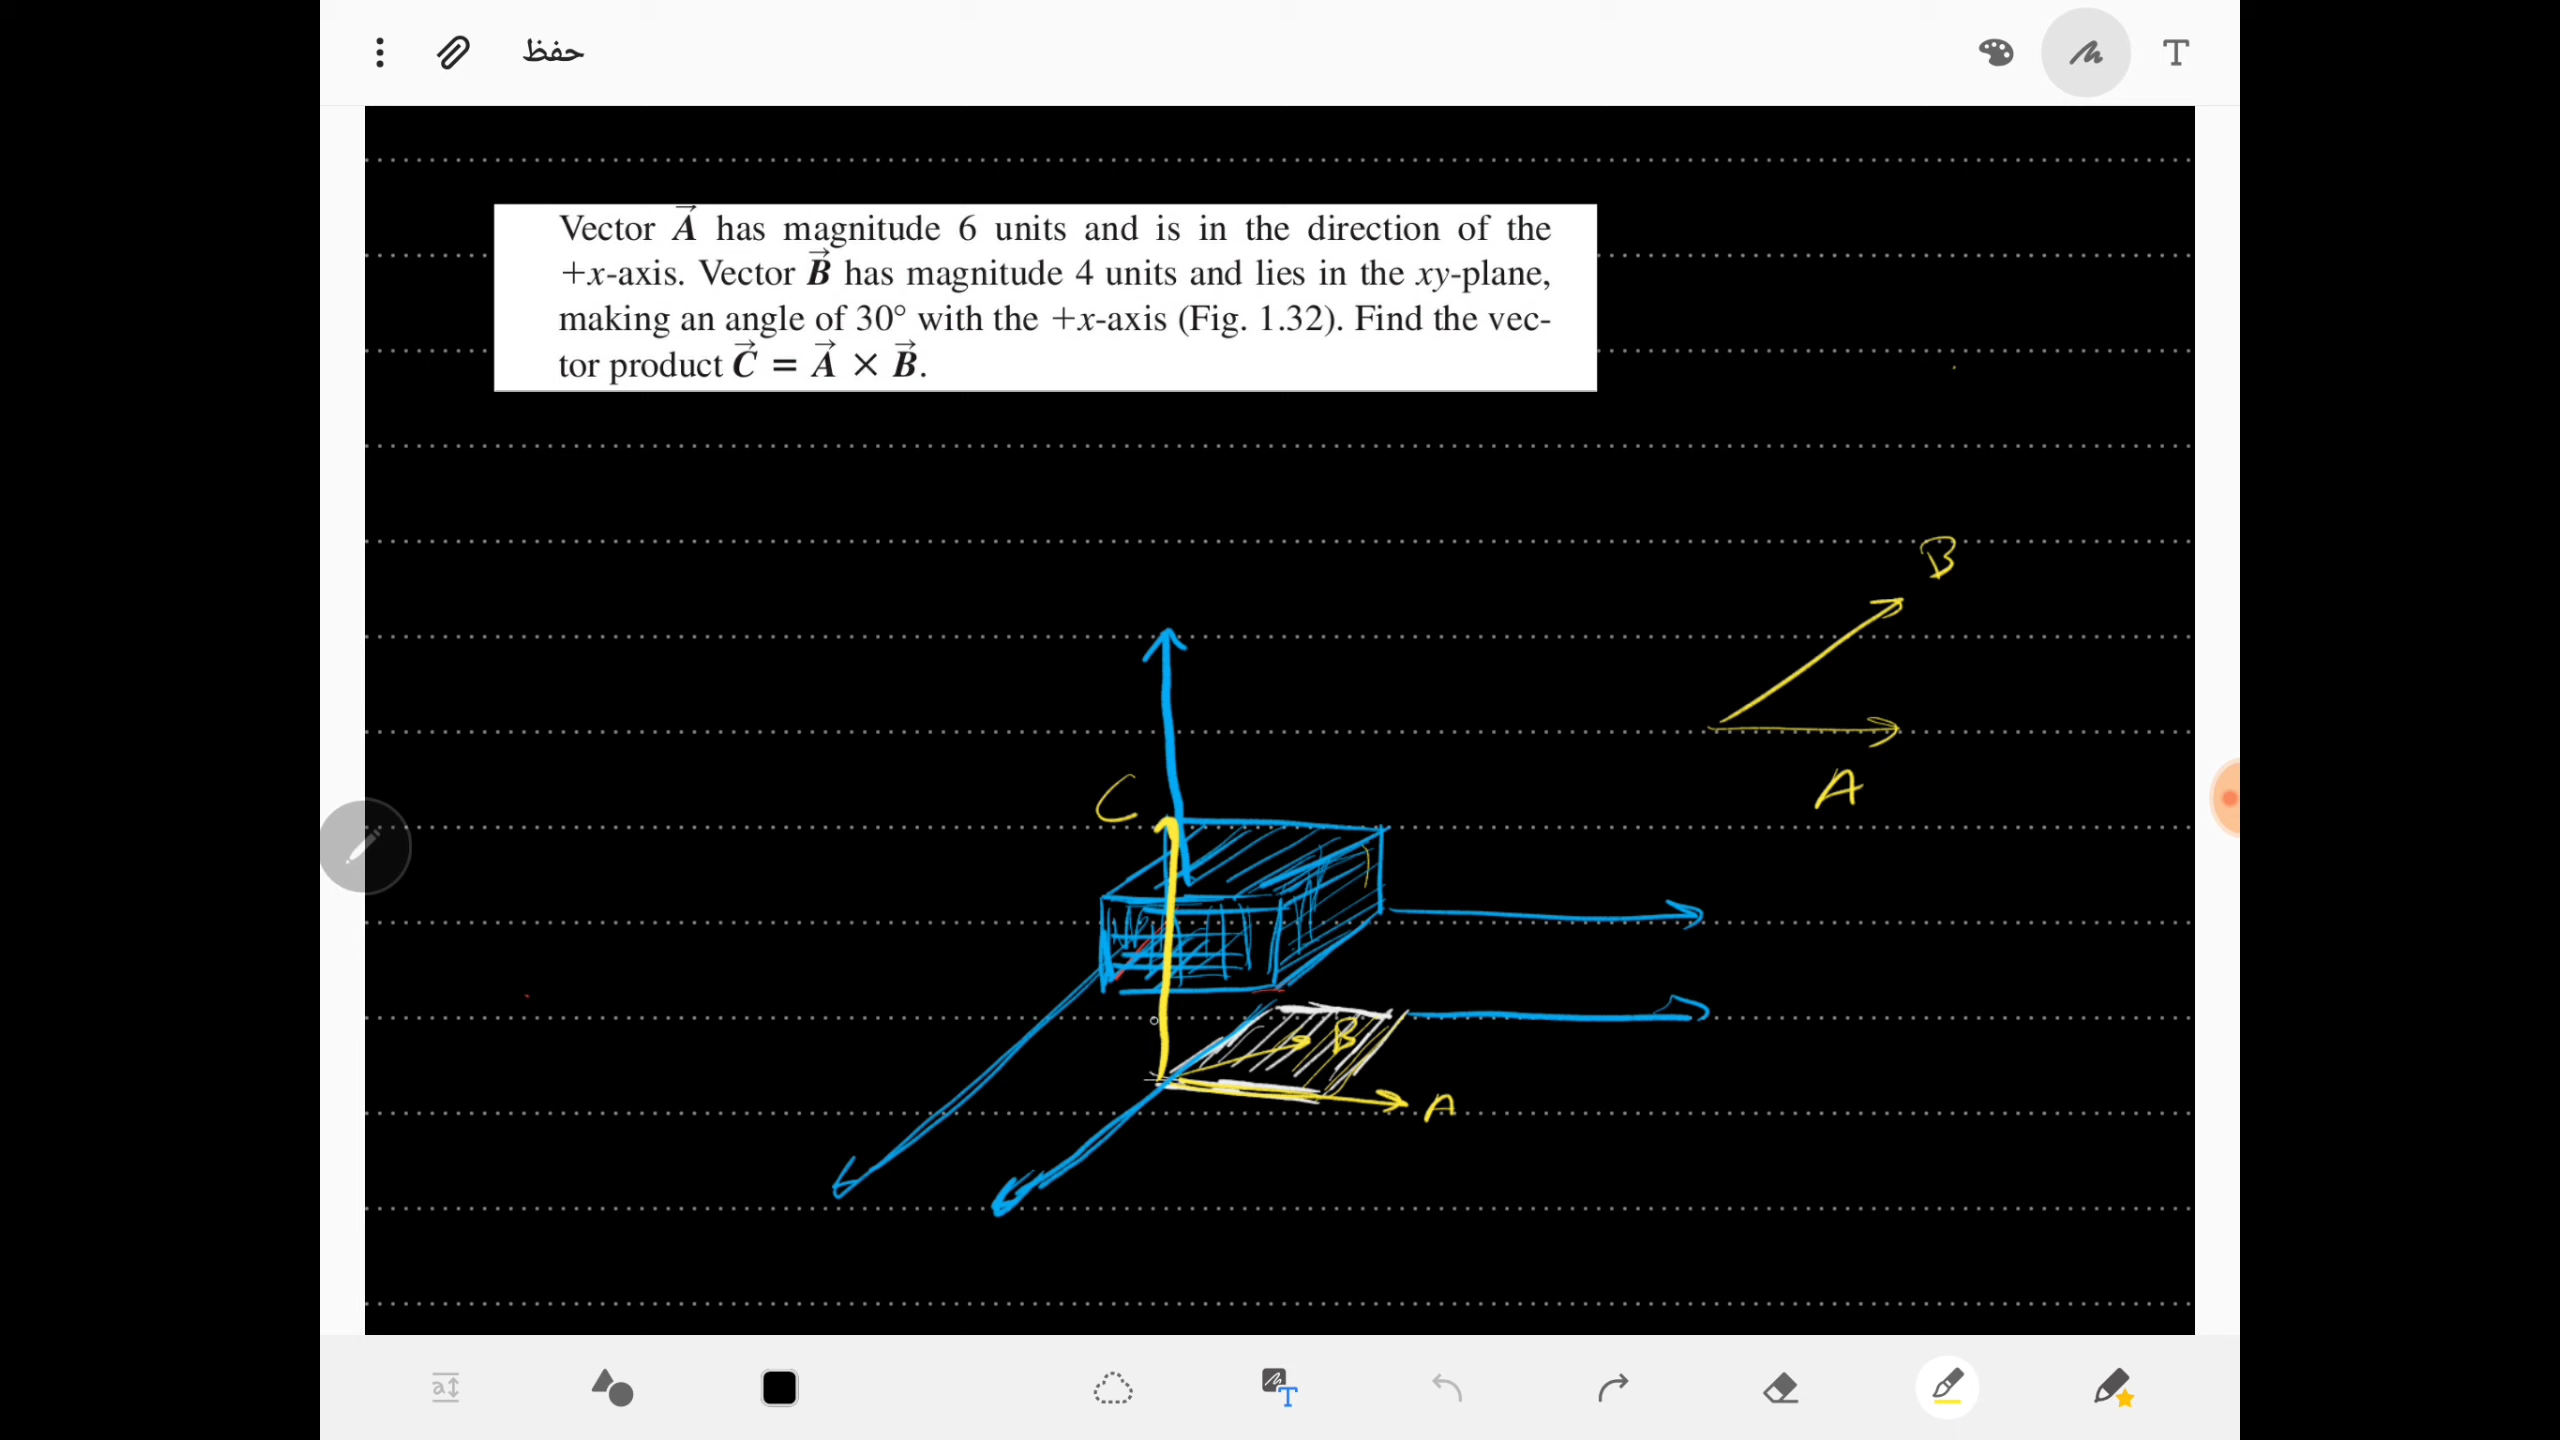 حفظ
T
Vector A⃗ has magnitude 6 units and is in the direction of the
+x-axis. Vector B⃗ has magnitude 4 units and lies in the xy-plane,
making an angle of 30° with the +x-axis (Fig. 1.32). Find the vec-
tor product C⃗ = A⃗ × B⃗.
B
A
C
B
A
a
T